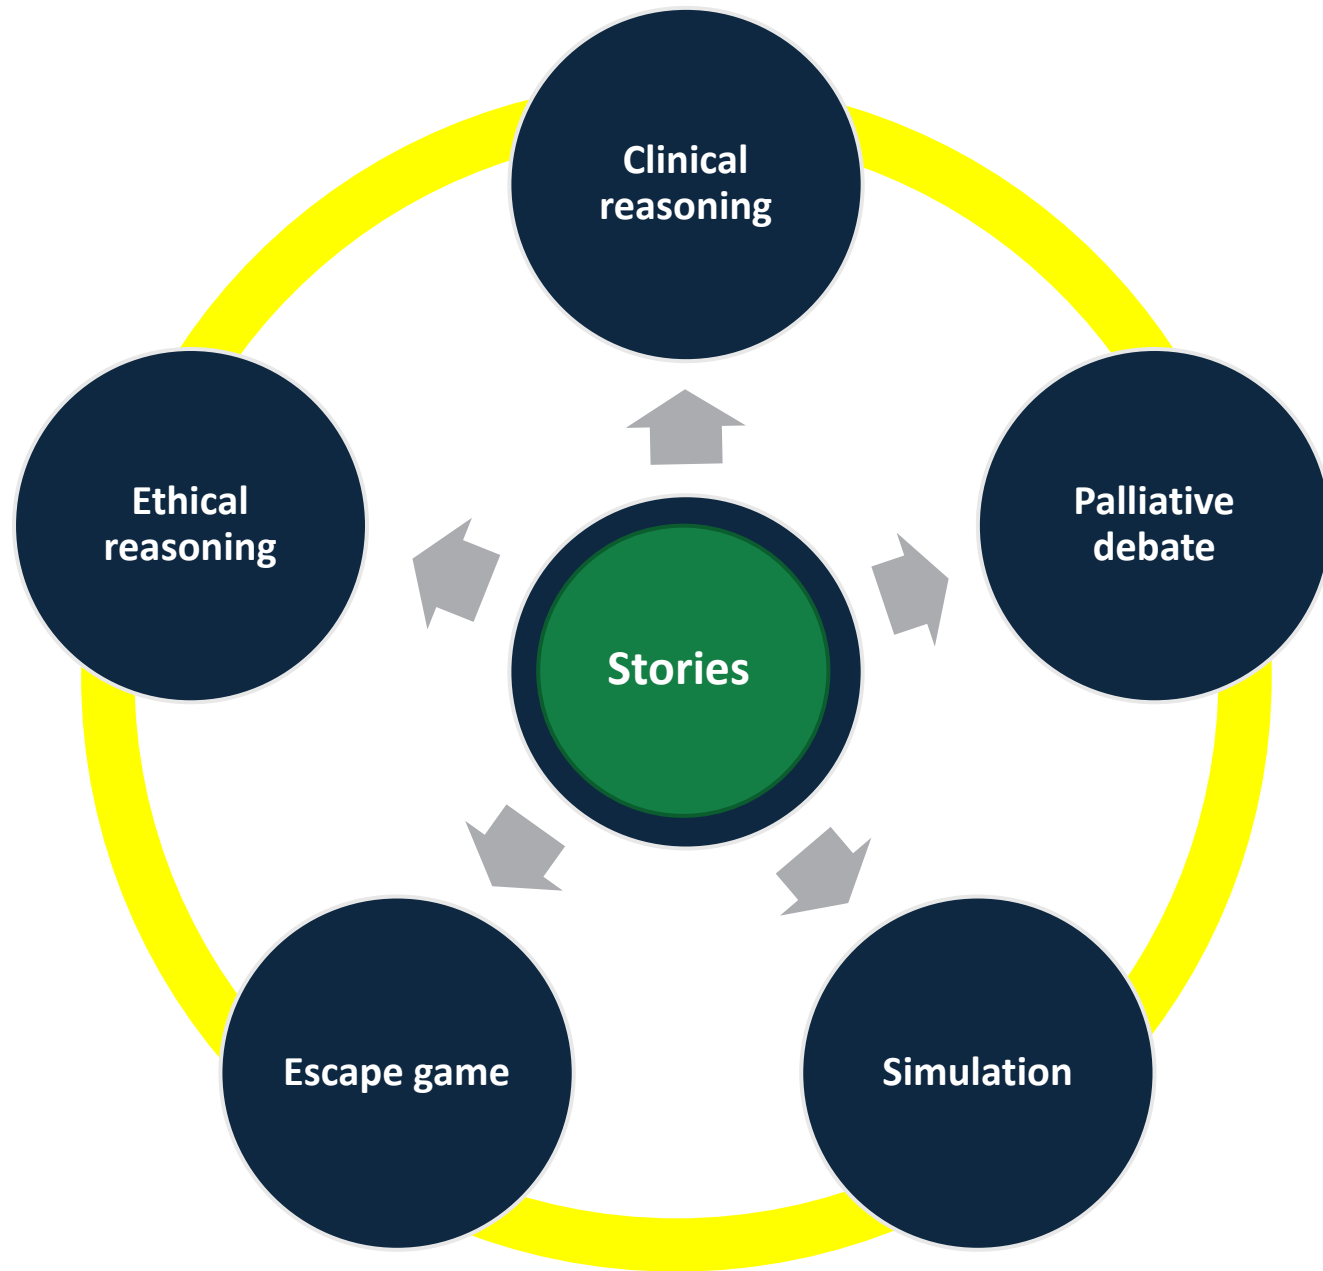 Clinical
reasoning
Ethical
reasoning
Palliative
debate
Stories
Escape game
Simulation